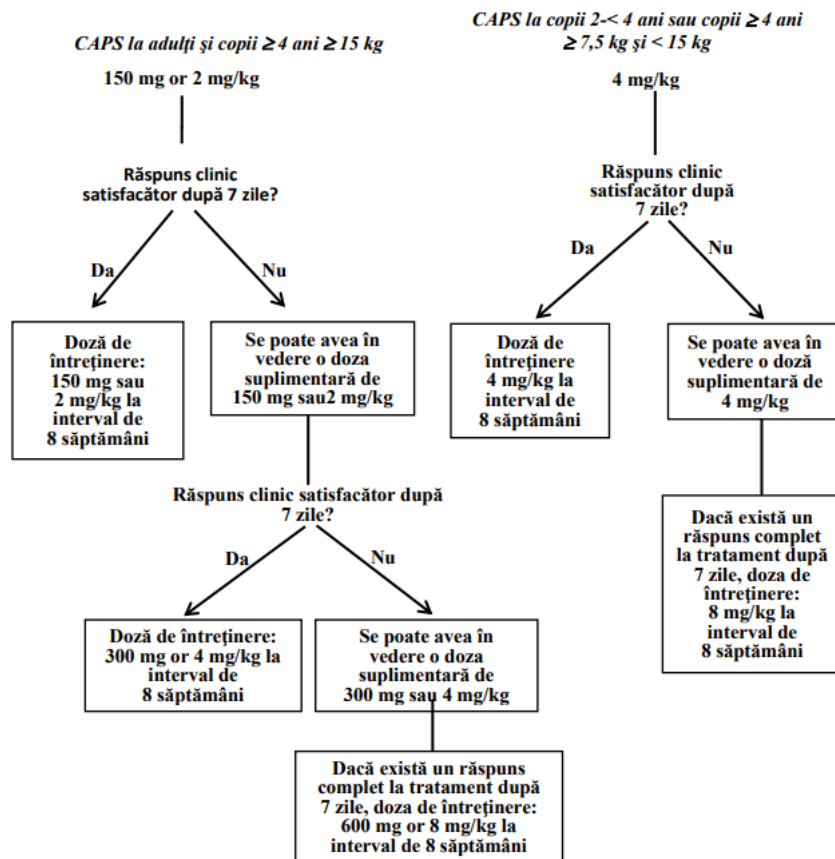 CAPS la adulţi şi copii ≥ 4 ani ≥ 15 kg
150 mg or 2 mg/kg
Răspuns clinic
satisfacător după 7 zile?
Da
Nu
Doză de
întreţinere:
150 mg sau
2 mg/kg la
interval de
8 săptămâni
Se poate avea în
vedere o doza
suplimentară de
150 mg sau2 mg/kg
Răspuns clinic satisfacător după
7 zile?
Da
Nu
Doză de întreţinere:
300 mg or 4 mg/kg la
interval de
8 săptămâni
Se poate avea în
vedere o doza
suplimentară de
300 mg sau 4 mg/kg
Dacă există un răspuns
complet la tratament după
7 zile, doza de întreţinere:
600 mg or 8 mg/kg la
interval de 8 săptămâni
CAPS la copii 2-< 4 ani sau copii ≥ 4 ani
≥ 7,5 kg şi < 15 kg
4 mg/kg
Răspuns clinic
satisfacător după
7 zile?
Da
Nu
Doză de
întreţinere
4 mg/kg la
interval de
8 săptămâni
Se poate avea în
vedere o doză
suplimentară de
4 mg/kg
Dacă există un
răspuns complet
la tratament după
7 zile, doza de
întreţinere:
8 mg/kg la
interval de
8 săptămâni